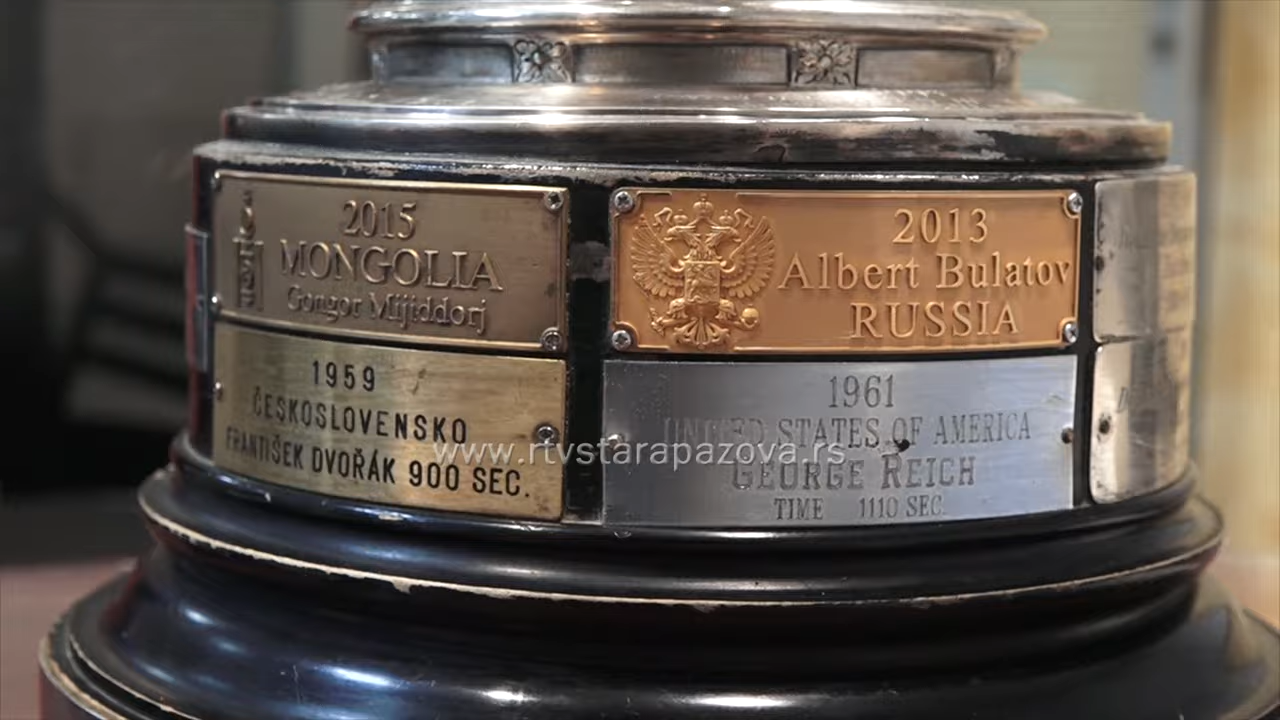 2015
MONGOLIA
Gongor Mijiddorj
2013
Albert Bulatov
RUSSIA
1959
ČESKOSLOVENSKO
FRANTIŠEK DVOŘÁK 900 SEC.
1961
UNITED STATES OF AMERICA
GEORGE REICH
TIME 1110 SEC.
www.rtvstarapazova.rs